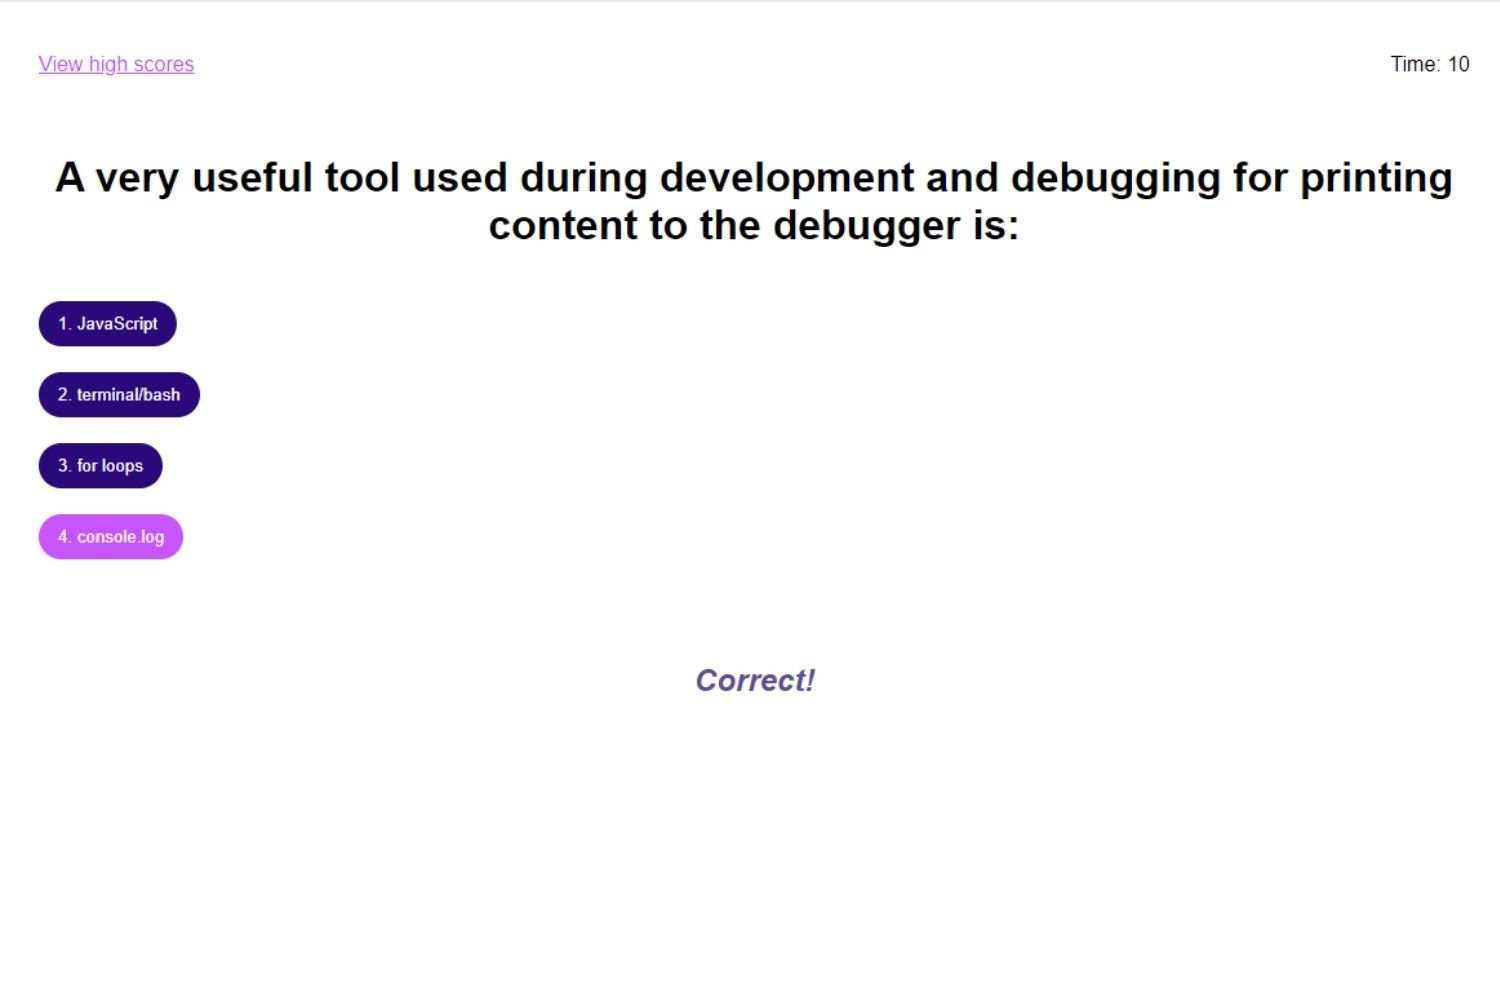 View high scores
Time: 10
A very useful tool used during development and debugging for printing
content to the debugger is:
1. JavaScript
2. terminal/bash
3. for loops
4. console.log
Correct!